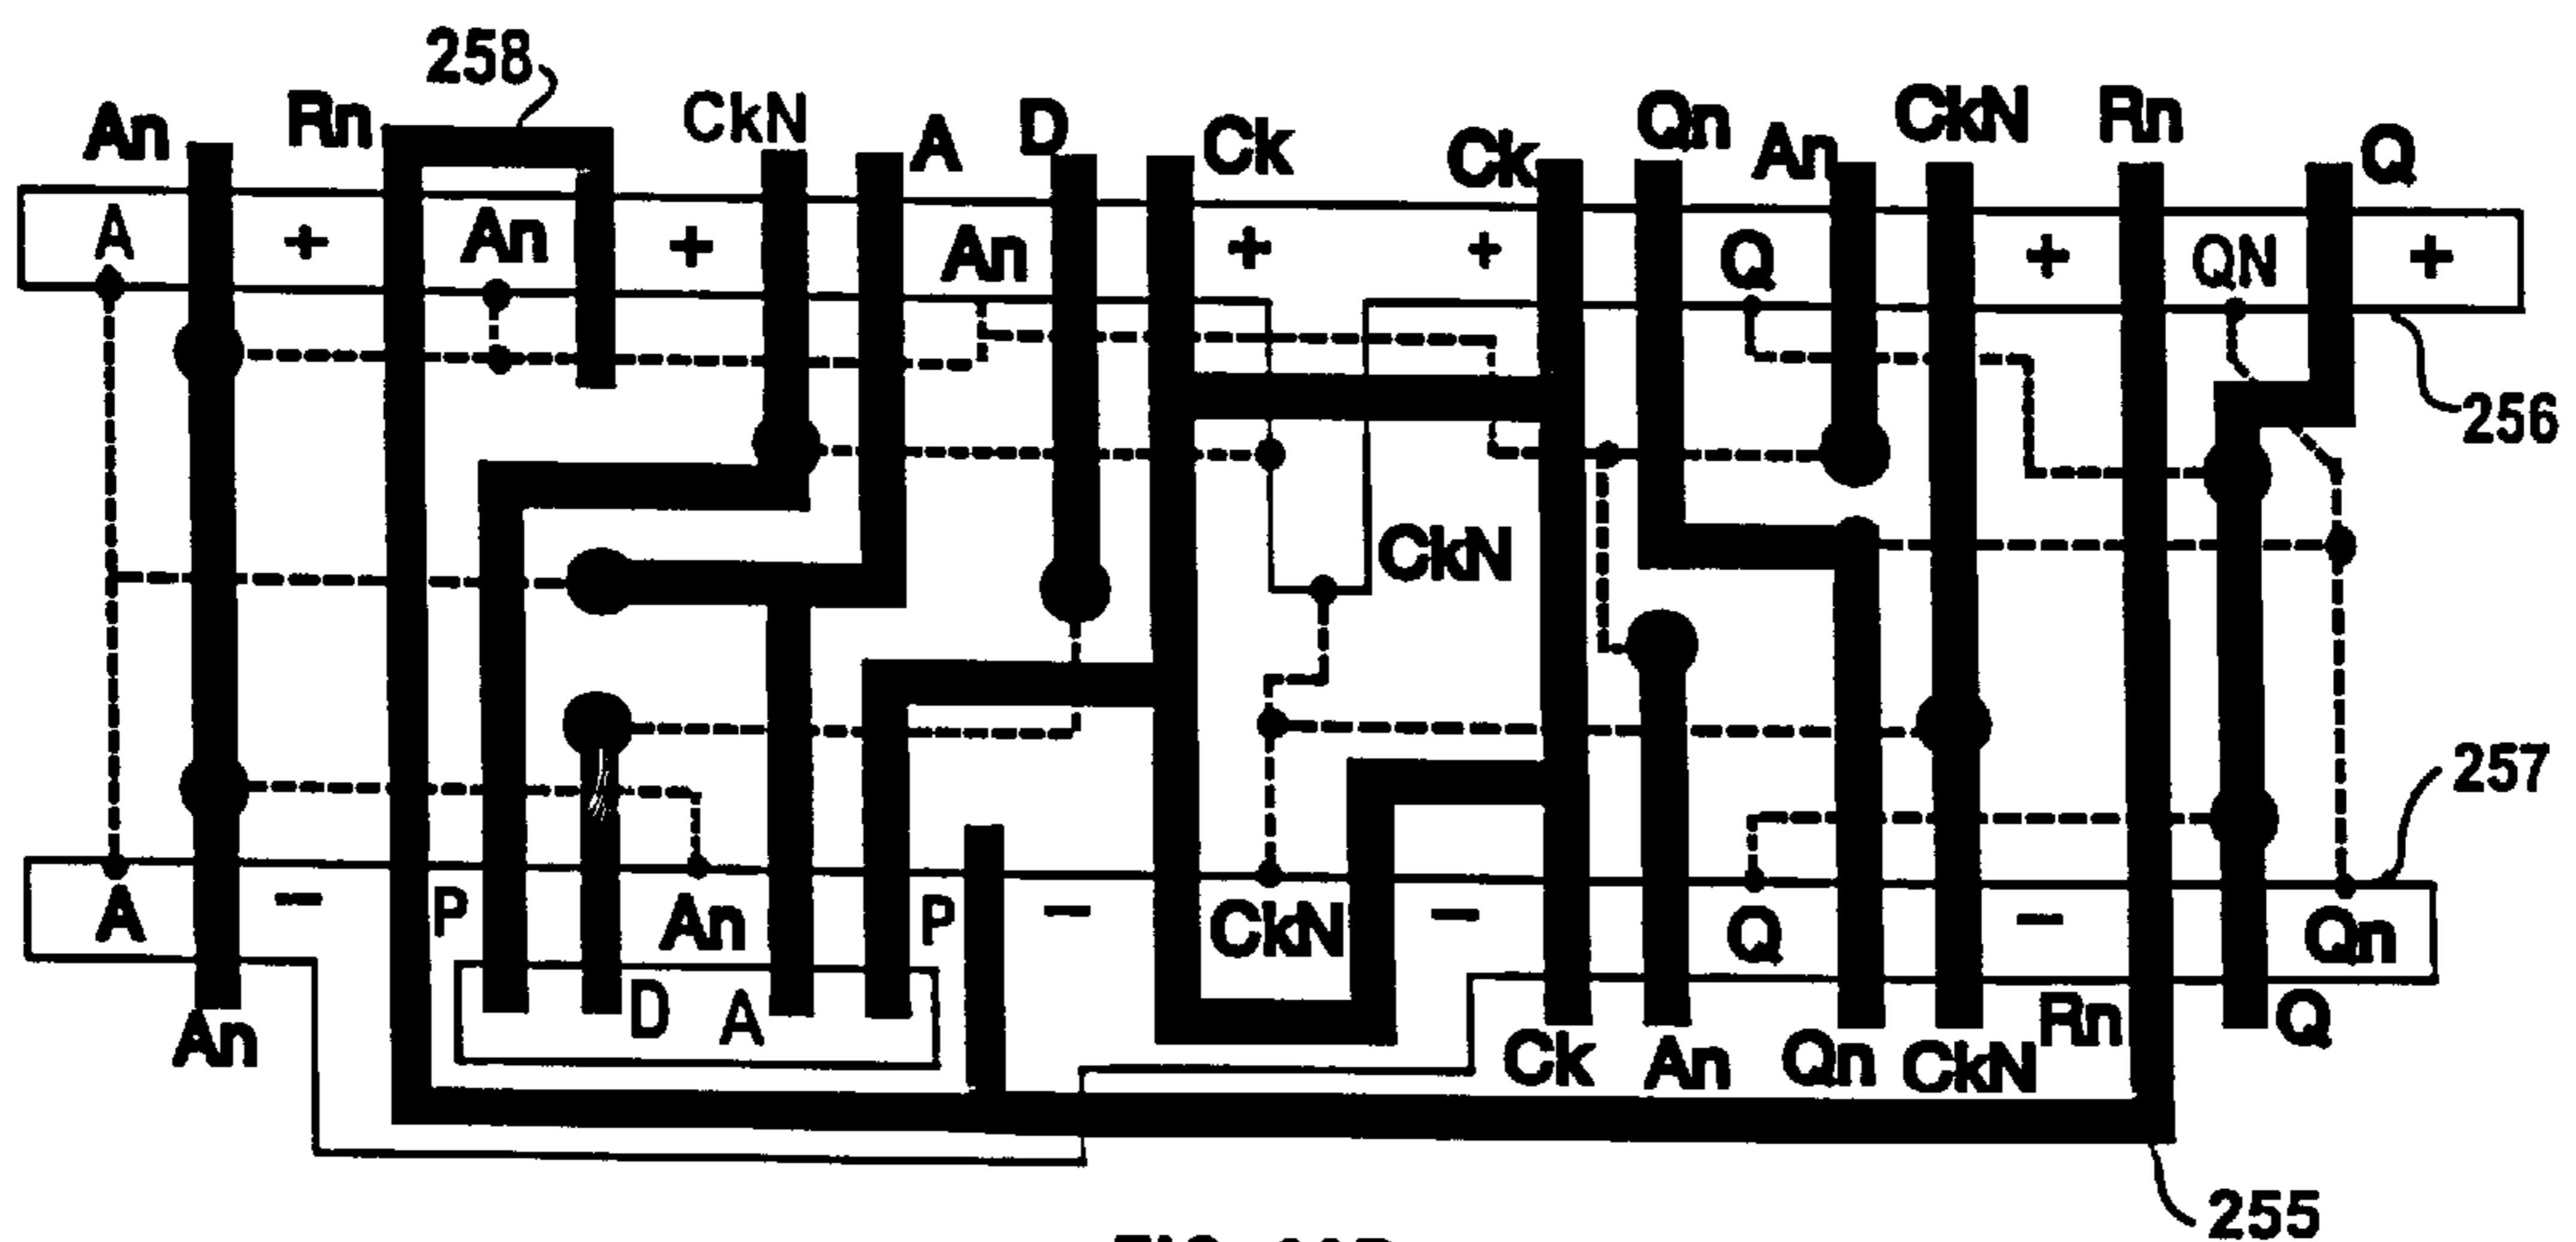 258
An Rn CkN A D Ck Ck Qn An CkN Rn Q
A + An + An + + Q + QN +
256
CkN
257
A − P An P − CkN − Q − Qn
D A
An Ck An Qn CkN Rn Q
255